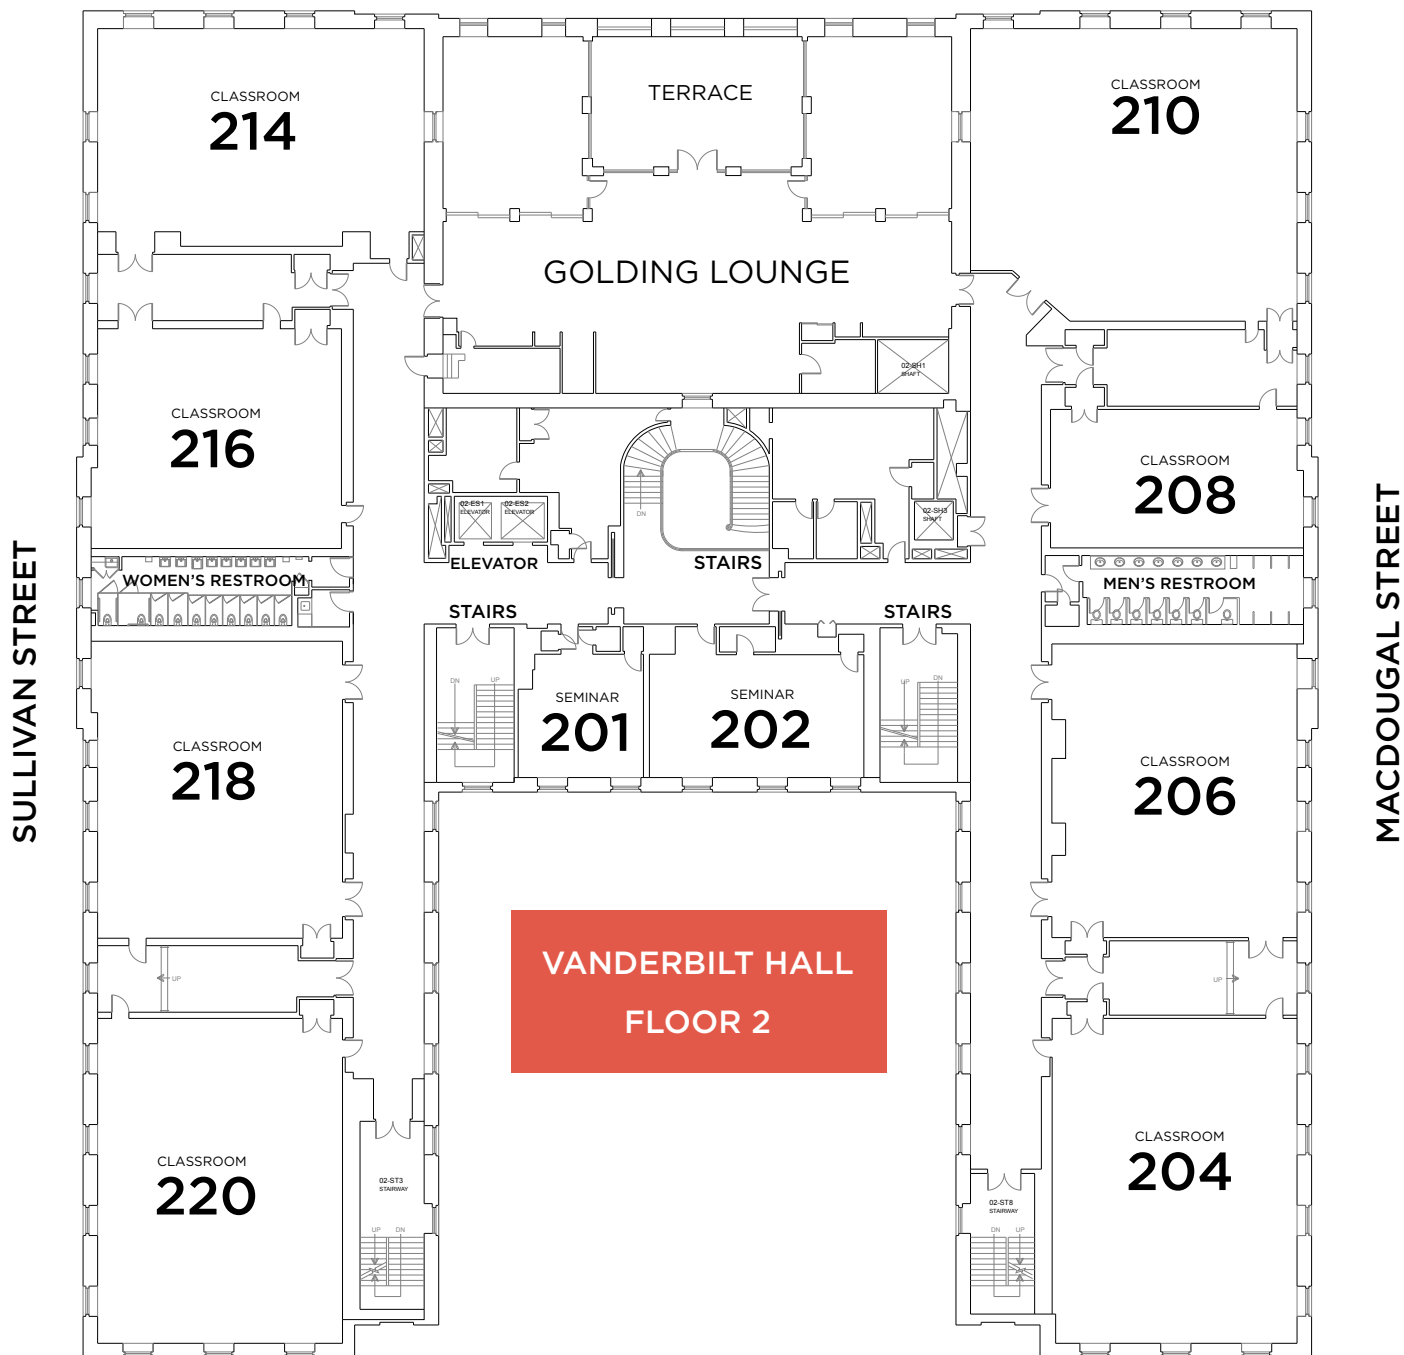 CLASSROOM
214
TERRACE
CLASSROOM
210
GOLDING LOUNGE
02-SH1
SHAFT
CLASSROOM
216
CLASSROOM
208
02-ES1
ELEVATOR
02-ES2
ELEVATOR
DN
02-SH3
SHAFT
ELEVATOR
STAIRS
WOMEN'S RESTROOM
MEN'S RESTROOM
STAIRS
STAIRS
SULLIVAN STREET
MACDOUGAL STREET
DN
UP
UP
DN
SEMINAR
201
SEMINAR
202
CLASSROOM
218
CLASSROOM
206
VANDERBILT HALL
FLOOR 2
UP
UP
CLASSROOM
220
CLASSROOM
204
02-ST3
STAIRWAY
02-ST8
STAIRWAY
UP
DN
DN
UP